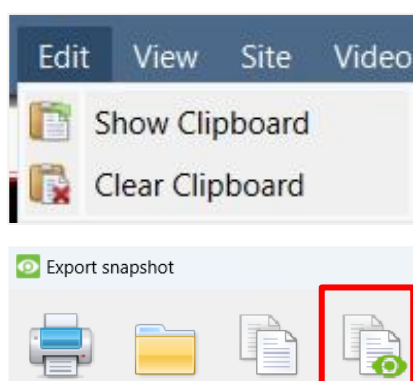 Edit View Site Video
Show Clipboard
Clear Clipboard
Export snapshot